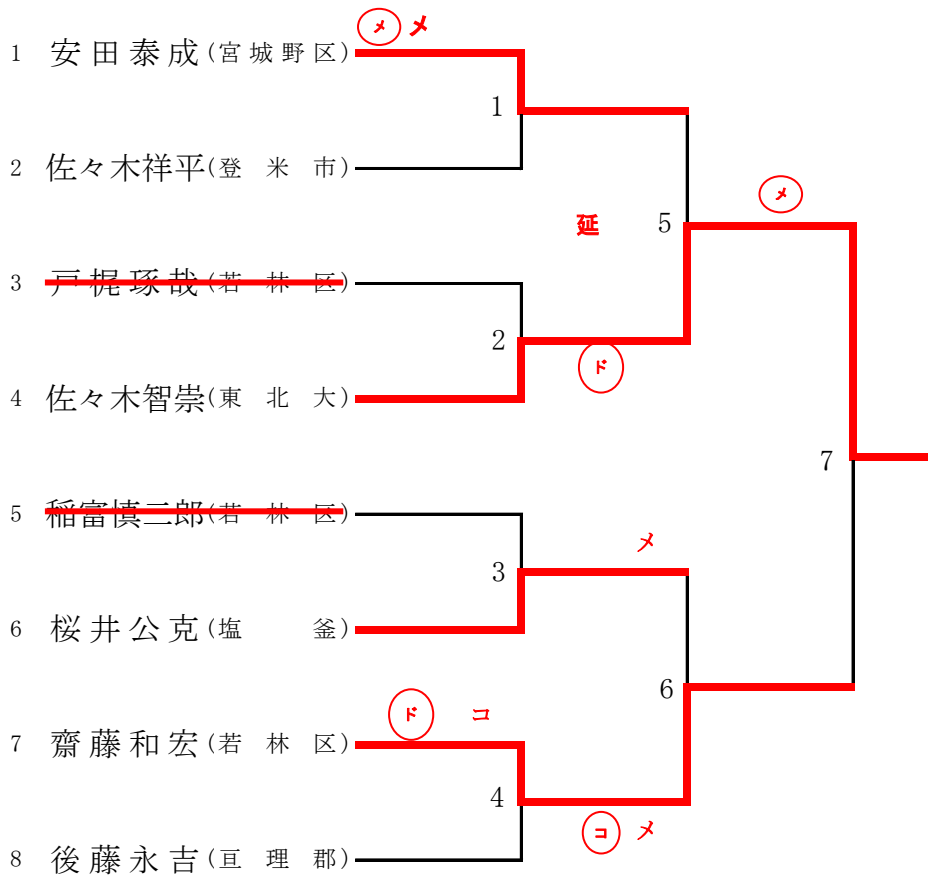 メ メ
1 安田泰成(宮城野区)
1
2 佐々木祥平(登米市)
メ
延 5
3 戸梶琢哉(若林区)
2
ド
4 佐々木智崇(東北大)
7
5 稲富慎二郎(若林区)
メ
3
6 桜井公克(塩釜)
6
ド コ
7 齋藤和宏(若林区)
4
コ メ
8 後藤永吉(亘理郡)